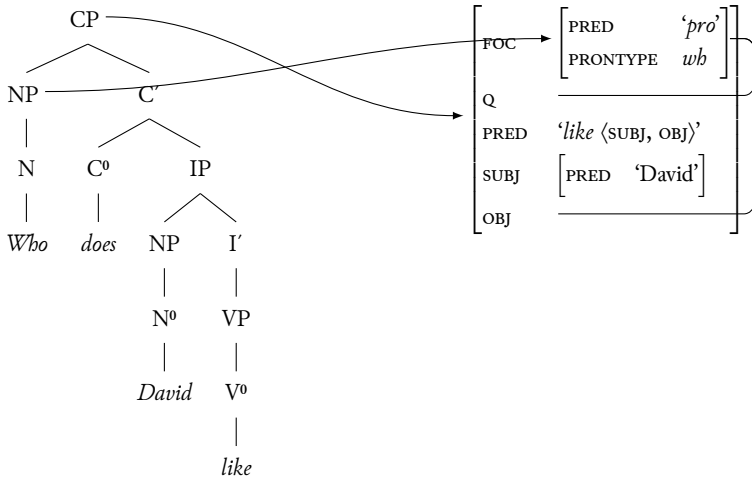 CP
NP C′
N C⁰ IP
Who does NP I′
N⁰ VP
David V⁰
like
FOC PRED ‘pro’
PRONTYPE wh
Q
PRED ‘like ⟨SUBJ, OBJ⟩’
SUBJ PRED ‘David’
OBJ